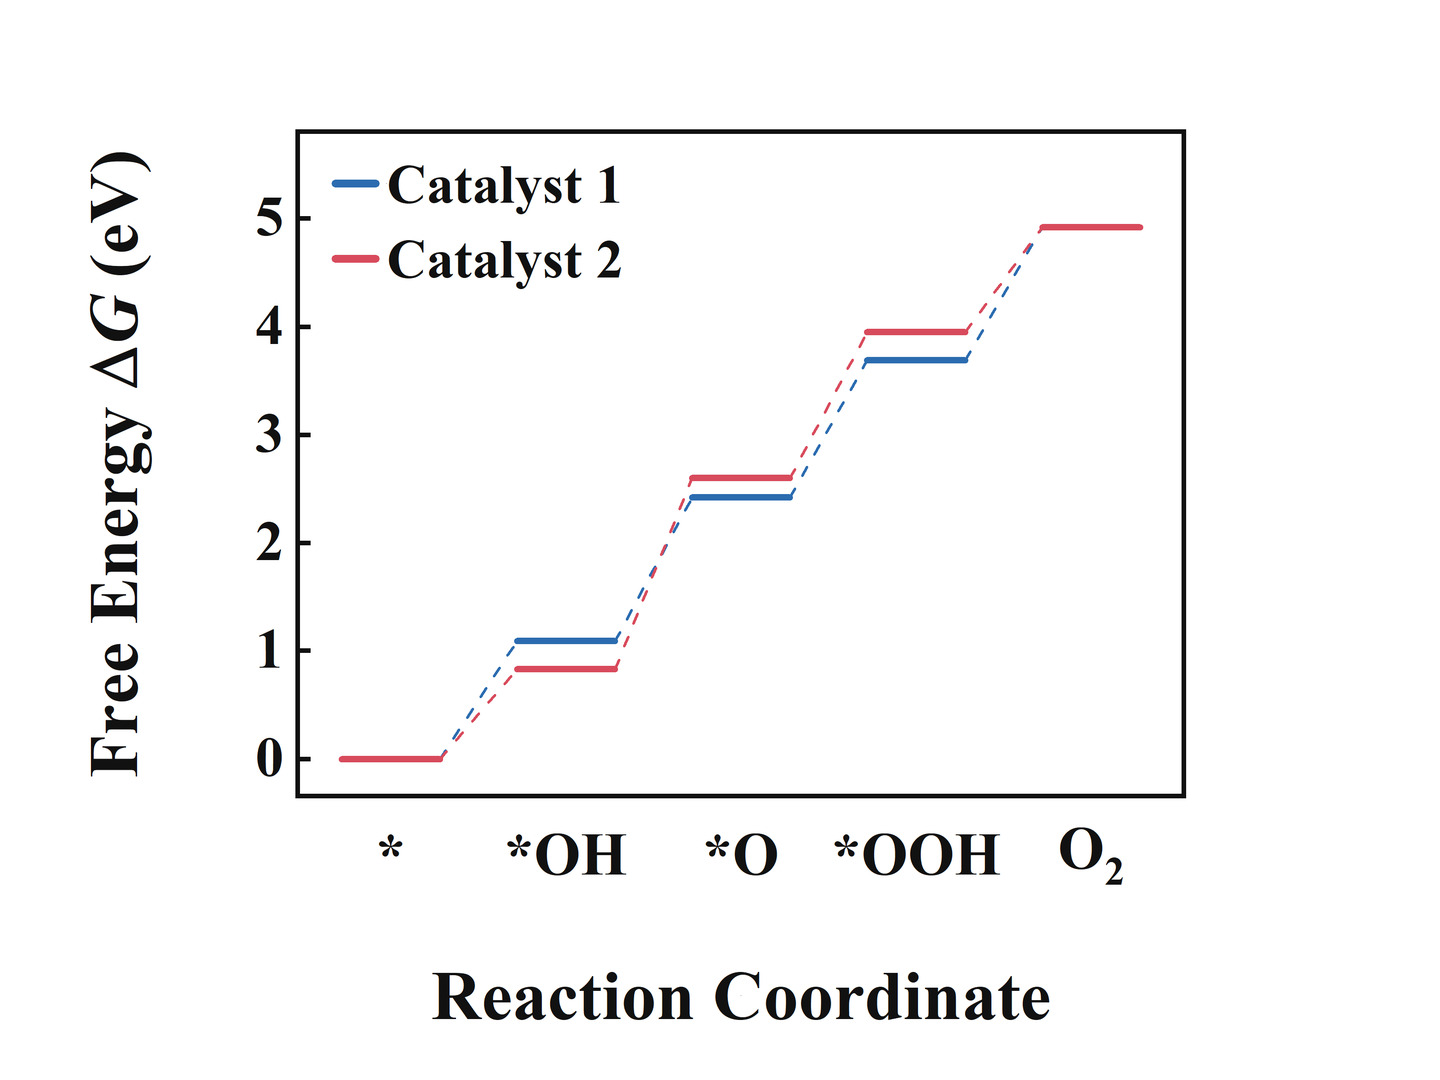 Free Energy ΔG (eV)
Catalyst 1
Catalyst 2
5
4
3
2
1
0
* *OH *O *OOH O₂
Reaction Coordinate